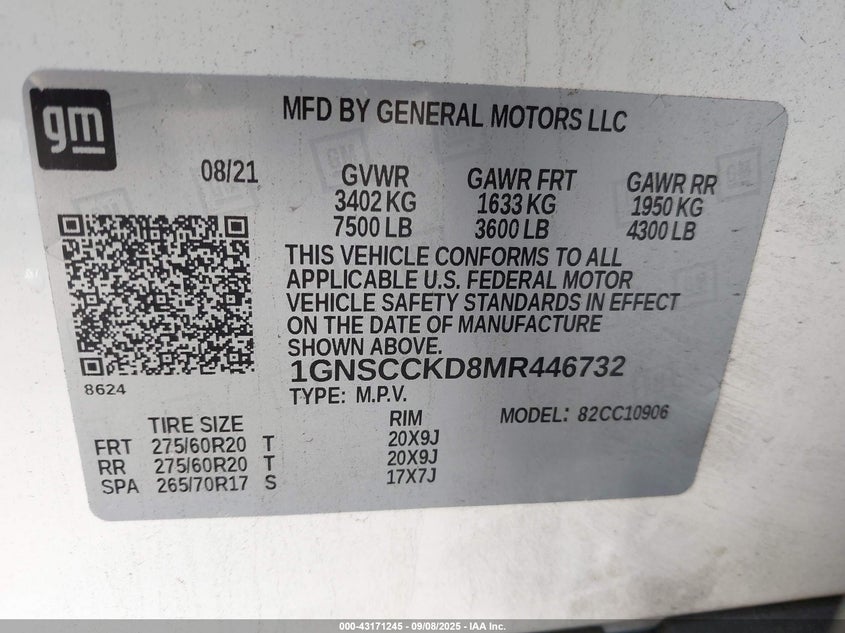 gm
MFD BY GENERAL MOTORS LLC
08/21
GVWR
3402 KG
7500 LB
GAWR FRT
1633 KG
3600 LB
GAWR RR
1950 KG
4300 LB
THIS VEHICLE CONFORMS TO ALL
APPLICABLE U.S. FEDERAL MOTOR
VEHICLE SAFETY STANDARDS IN EFFECT
ON THE DATE OF MANUFACTURE
SHOWN ABOVE.
1GNSCCKD8MR446732
8624
TYPE: M.P.V.
TIRE SIZE RIM MODEL: 82CC10906
FRT 275/60R20 T 20X9J
RR 275/60R20 T 20X9J
SPA 265/70R17 S 17X7J
000-43171245 - 09/08/2025 - IAA Inc.